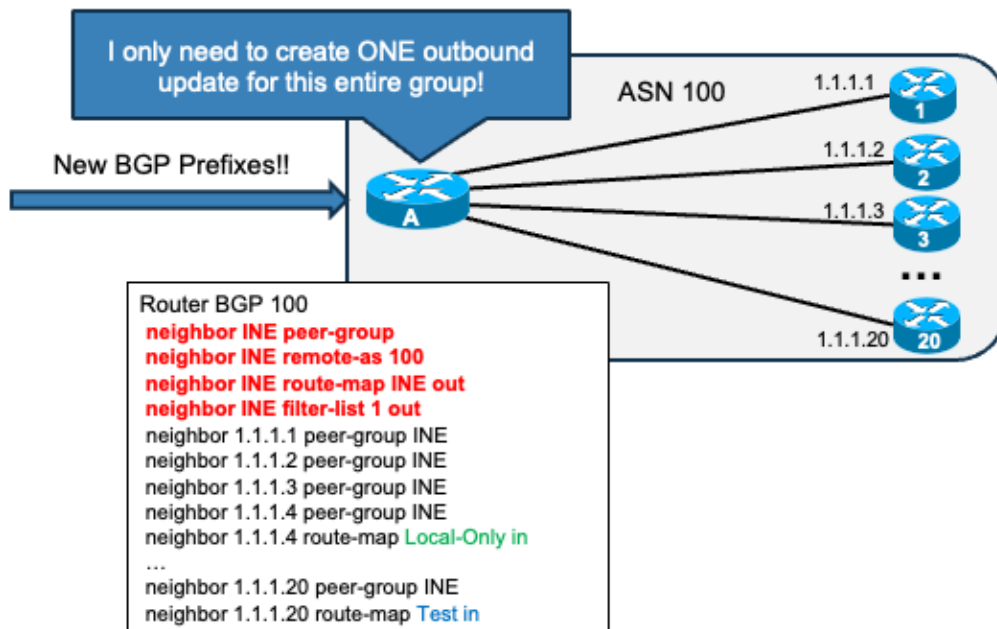 I only need to create ONE outbound
update for this entire group!
ASN 100
New BGP Prefixes!!
A
1.1.1.1
1
1.1.1.2
2
1.1.1.3
3
...
1.1.1.20
20
Router BGP 100
neighbor INE peer-group
neighbor INE remote-as 100
neighbor INE route-map INE out
neighbor INE filter-list 1 out
neighbor 1.1.1.1 peer-group INE
neighbor 1.1.1.2 peer-group INE
neighbor 1.1.1.3 peer-group INE
neighbor 1.1.1.4 peer-group INE
neighbor 1.1.1.4 route-map Local-Only in
…
neighbor 1.1.1.20 peer-group INE
neighbor 1.1.1.20 route-map Test in